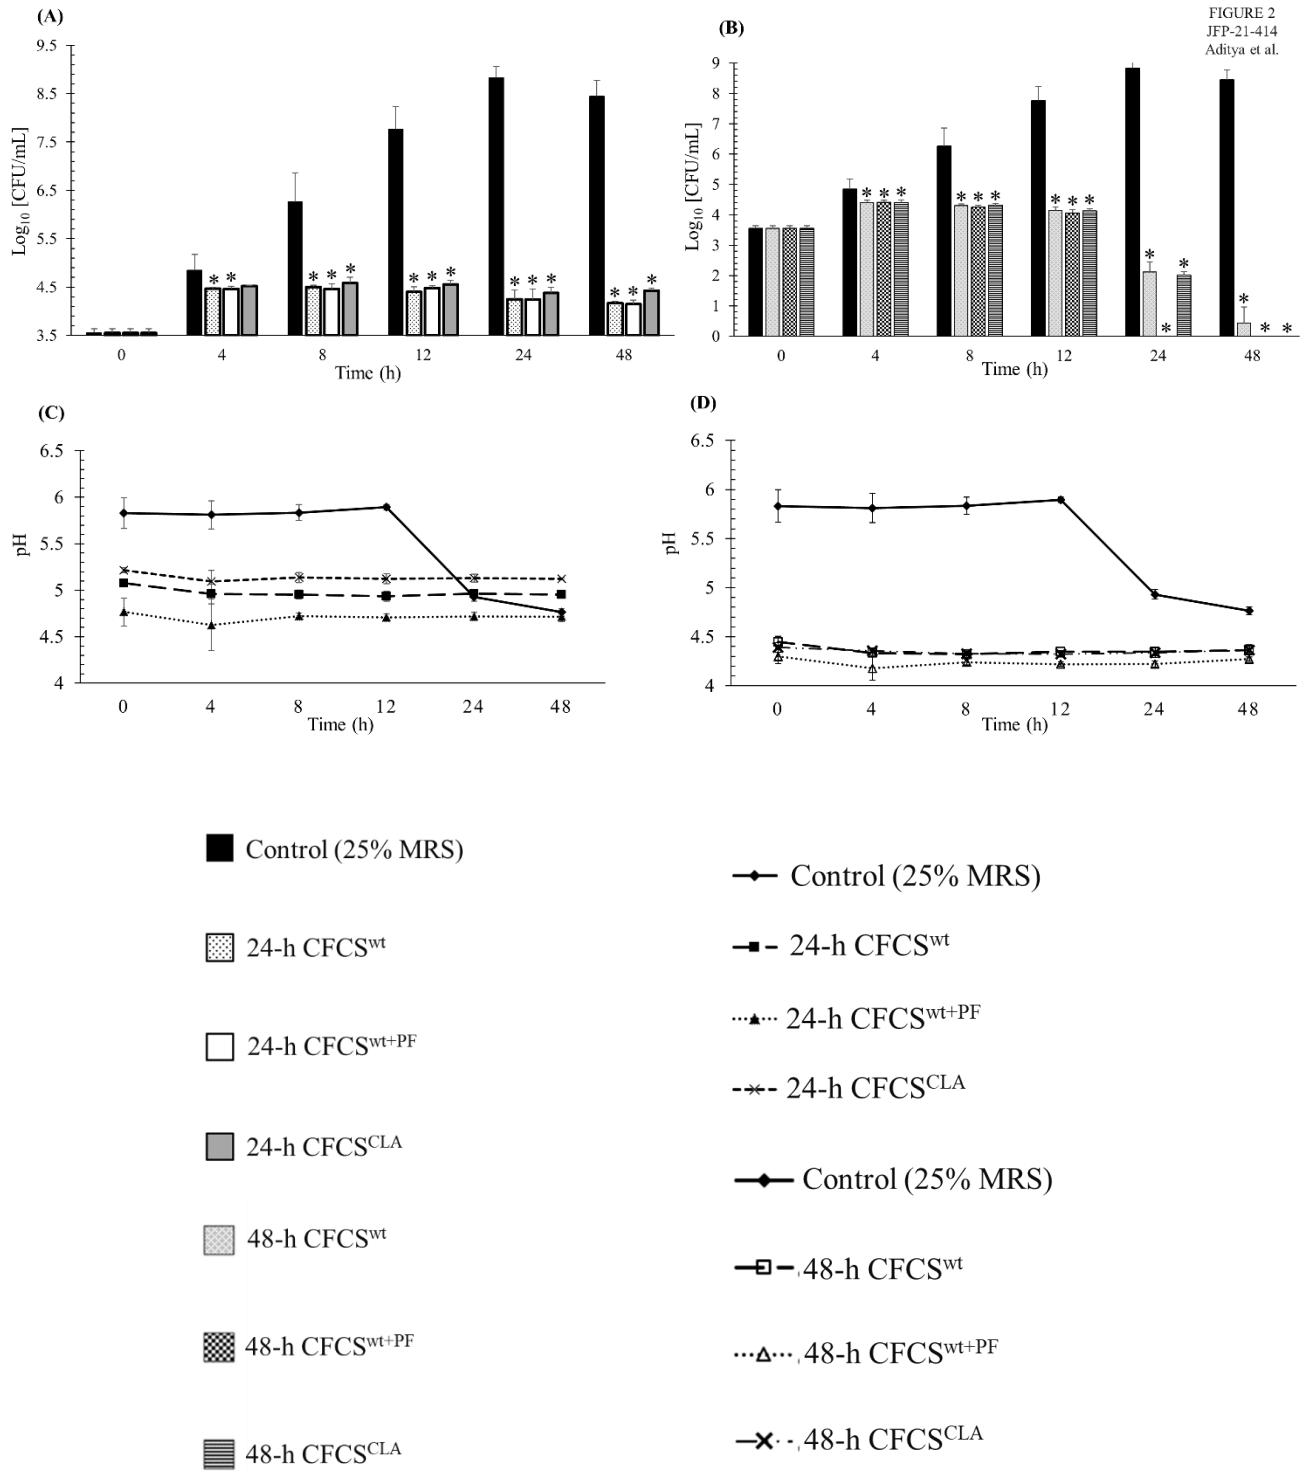 (A)
9.5
8.5
7.5
6.5
5.5
4.5
3.5
Log10 [CFU/mL]
* * * * * * * * * * * * *
0 4 8 12 24 48
Time (h)
(B)
FIGURE 2
JFP-21-414
Aditya et al.
9
8
7
6
5
4
3
2
1
0
Log10 [CFU/mL]
* * * * * * * * * * * * * * *
0 4 8 12 24 48
Time (h)
(C)
6.5
6
5.5
5
4.5
4
pH
0 4 8 12 24 48
Time (h)
(D)
6.5
6
5.5
5
4.5
4
pH
0 4 8 12 24 48
Time (h)
Control (25% MRS)
24-h CFCSwt
24-h CFCSwt+PF
24-h CFCSCLA
48-h CFCSwt
48-h CFCSwt+PF
48-h CFCSCLA
Control (25% MRS)
24-h CFCSwt
24-h CFCSwt+PF
24-h CFCSCLA
Control (25% MRS)
48-h CFCSwt
48-h CFCSwt+PF
48-h CFCSCLA